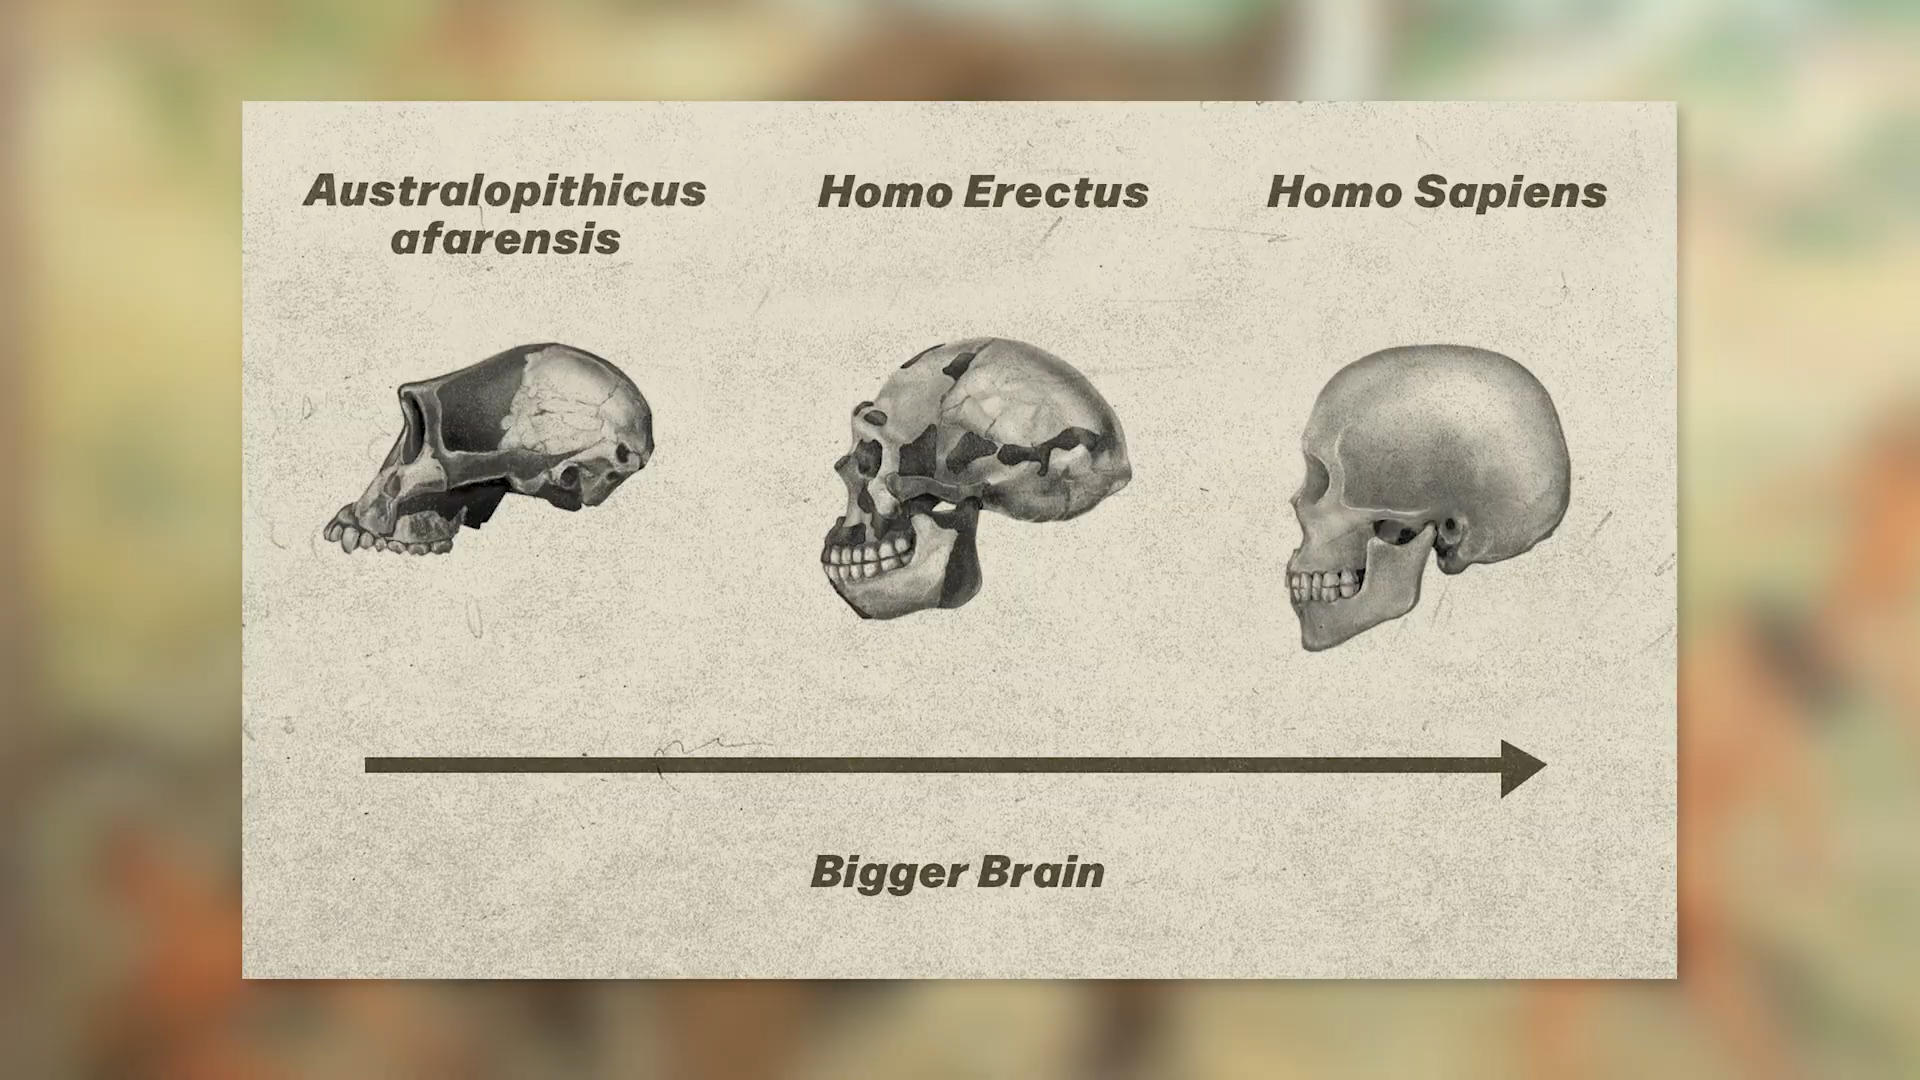 Australopithicus
afarensis
Homo Erectus
Homo Sapiens
Bigger Brain